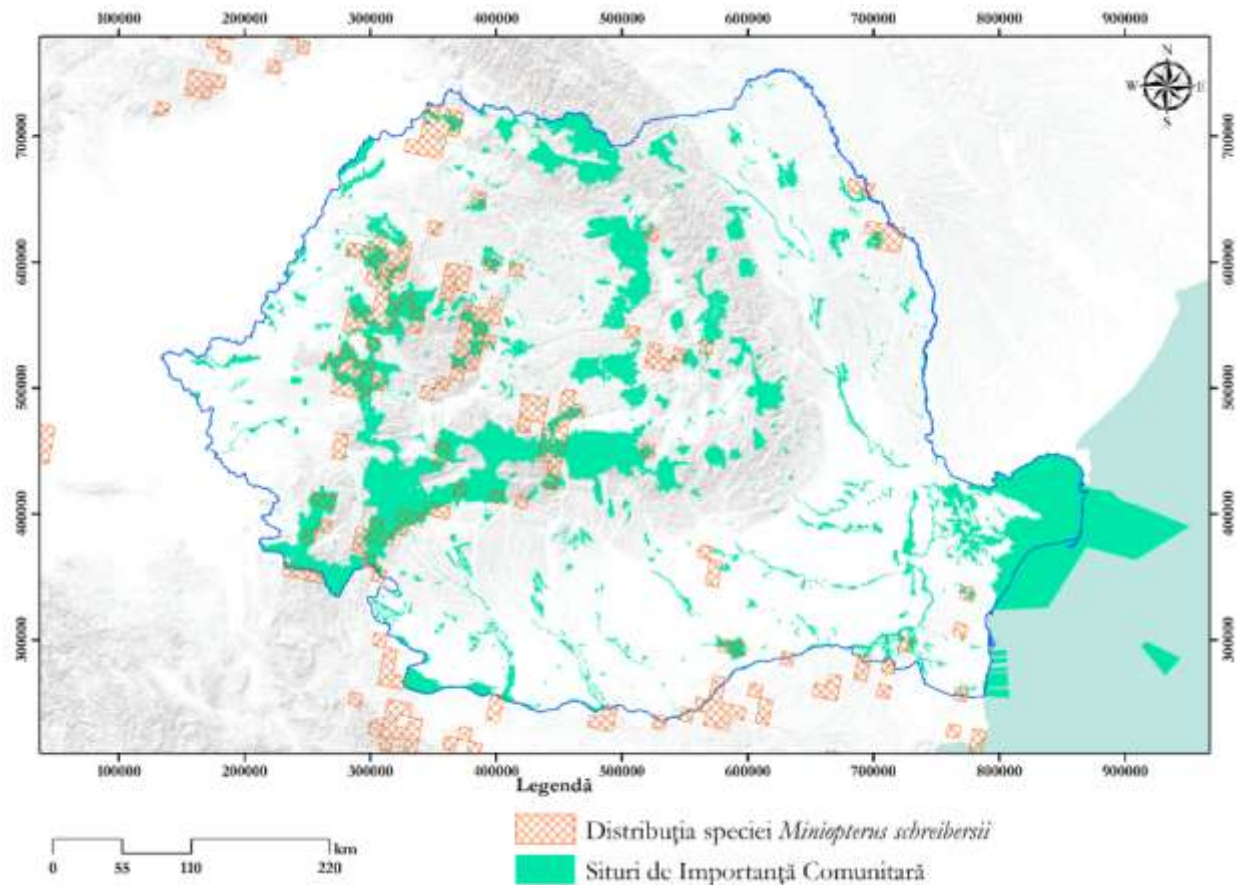 100000 200000 300000 400000 500000 600000 700000 800000 900000
N
W E
S
700000 700000
600000 600000
500000 500000
400000 400000
300000 300000
100000 200000 300000 400000 500000 600000 700000 800000 900000
Legendă
Distribuția speciei Miniopterus schreibersii
km
0 55 110 220
Situri de Importanță Comunitară